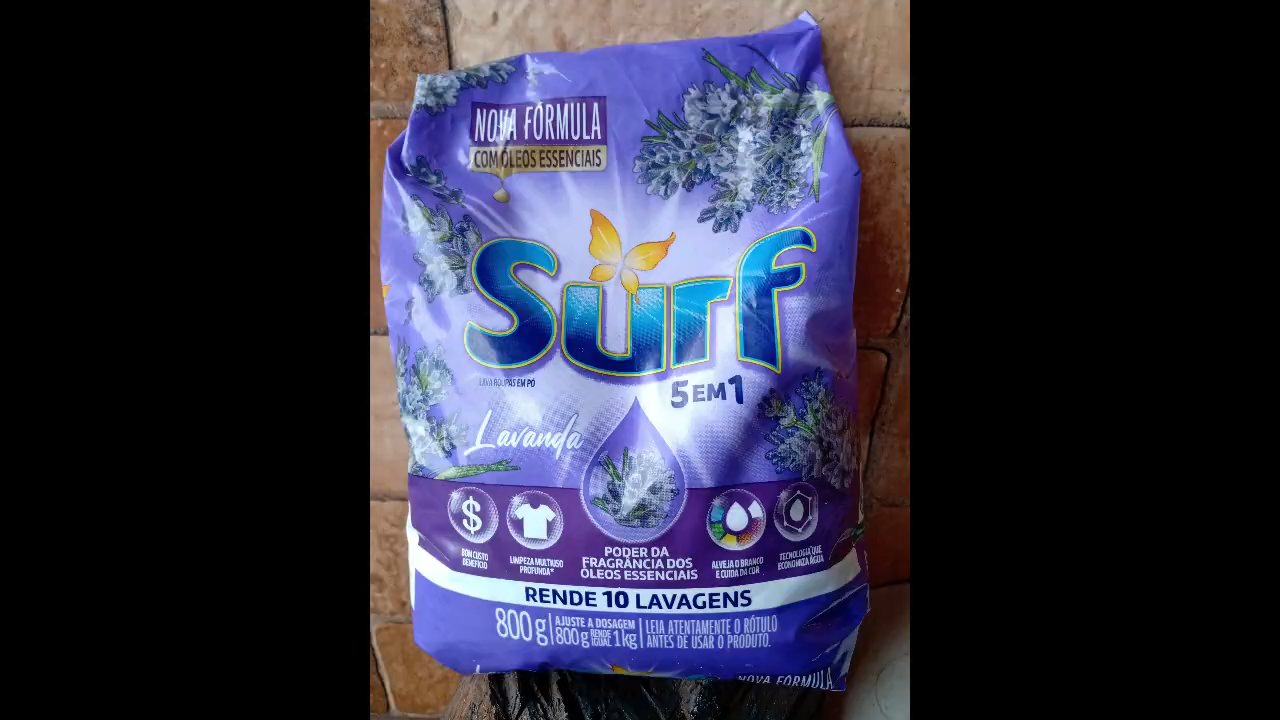 NOVA FÓRMULA
COM ÓLEOS ESSENCIAIS
Surf
LAVA ROUPAS EM PÓ
5 EM 1
Lavanda
$
BOM CUSTO
BENEFÍCIO
LIMPEZA MULTIUSO
PROFUNDA*
PODER DA
FRAGRÂNCIA DOS
ÓLEOS ESSENCIAIS
ALVEJA O BRANCO
E CUIDA DA COR
TECNOLOGIA QUE
ECONOMIZA ÁGUA
RENDE 10 LAVAGENS
800g
AJUSTE A DOSAGEM
800g RENDE IGUAL 1kg
LEIA ATENTAMENTE O RÓTULO
ANTES DE USAR O PRODUTO.
NOVA FÓRMULA